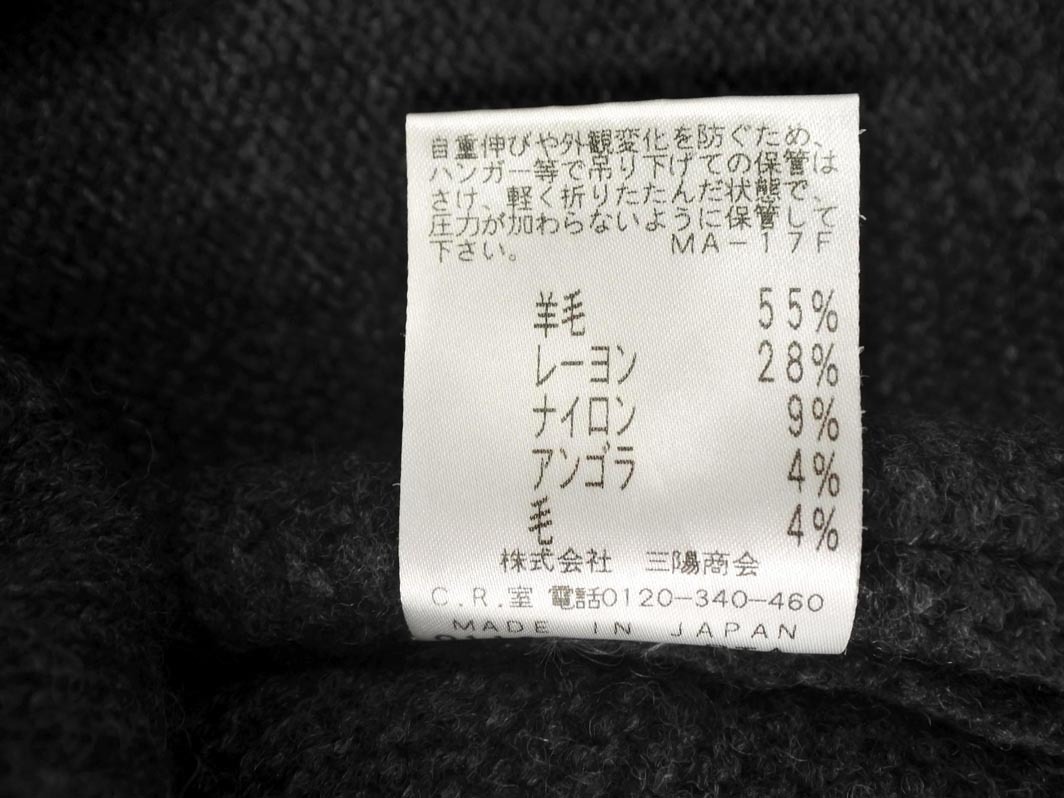 自重伸びや外観変化を防ぐため、
ハンガー等で吊り下げての保管は
さけ、軽く折りたたんだ状態で、
圧力が加わらないように保管して
下さい。 MA-17F
羊毛 55%
レーヨン 28%
ナイロン 9%
アンゴラ 4%
毛 4%
株式会社 三陽商会
C.R.室 電話0120-340-460
MADE IN JAPAN